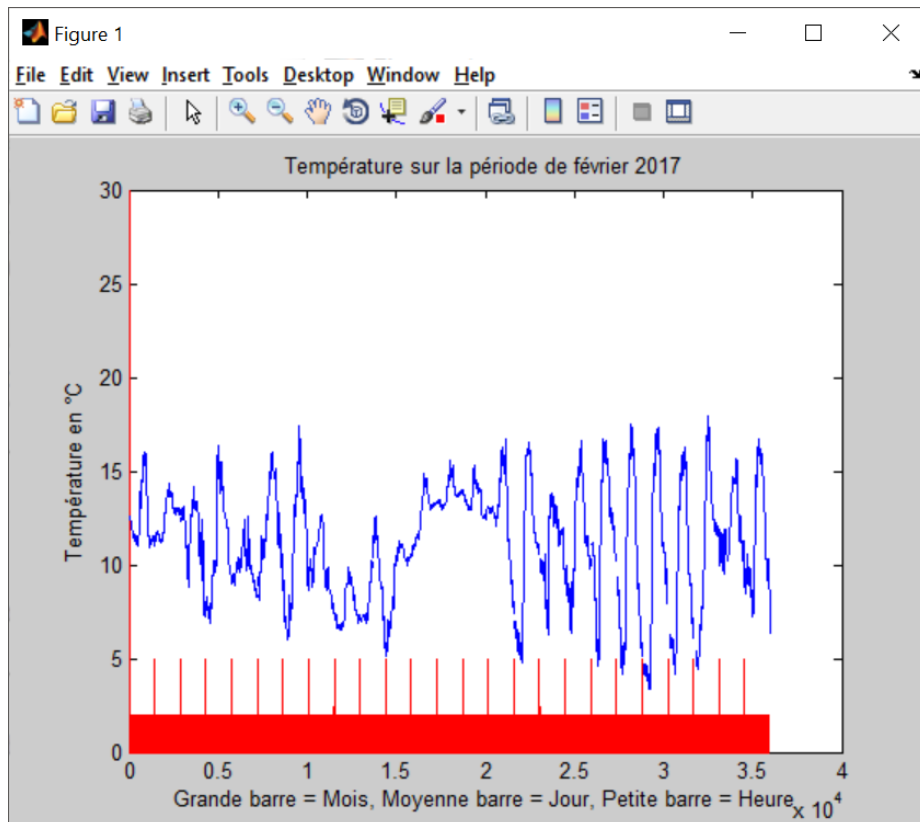 Figure 1
File Edit View Insert Tools Desktop Window Help
Température sur la période de février 2017
30
25
20
15
10
5
0
Température en °C
0 0.5 1 1.5 2 2.5 3 3.5 4
Grande barre = Mois, Moyenne barre = Jour, Petite barre = Heure
x 10^4